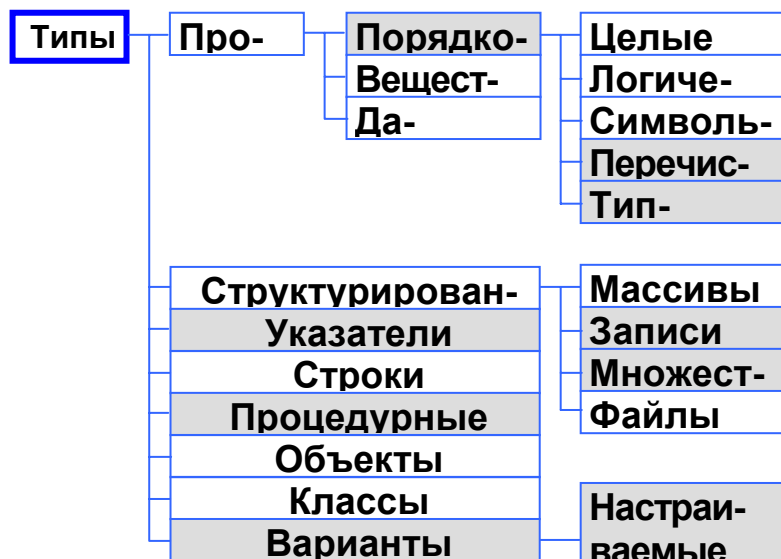 Типы
Про-
Порядко-
Вещест-
Да-
Целые
Логиче-
Символь-
Перечис-
Тип-
Структурирован-
Указатели
Строки
Процедурные
Объекты
Классы
Варианты
Массивы
Записи
Множест-
Файлы
Настраи-
ваемые